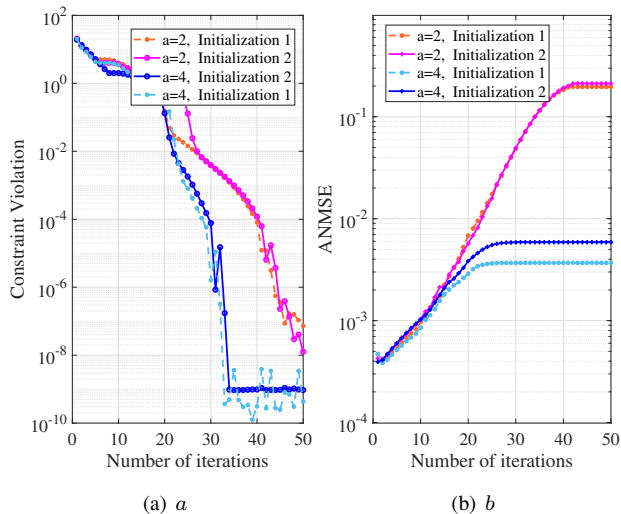 a=2, Initialization 1
a=2, Initialization 2
a=4, Initialization 2
a=4, Initialization 1
10^2
10^0
10^-2
10^-4
10^-6
10^-8
10^-10
Constraint Violation
0 10 20 30 40 50
Number of iterations
(a) a
a=2, Initialization 1
a=2, Initialization 2
a=4, Initialization 1
a=4, Initialization 2
10^-1
10^-2
10^-3
10^-4
ANMSE
0 10 20 30 40 50
Number of iterations
(b) b